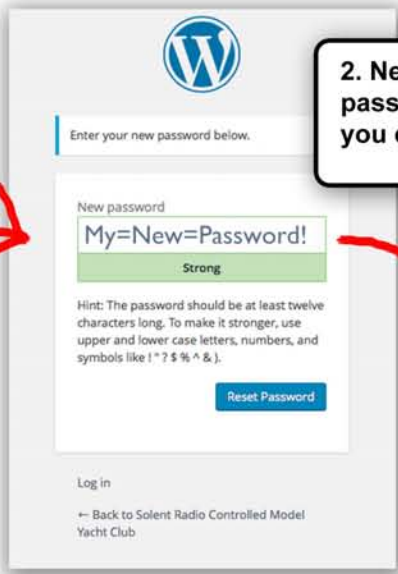 2. Ne
pass
you
Enter your new password below.
New password
My=New=Password!
Strong
Hint: The password should be at least twelve
characters long. To make it stronger, use
upper and lower case letters, numbers, and
symbols like ! " ? $ % ^ & ).
Reset Password
Log in
← Back to Solent Radio Controlled Model
Yacht Club